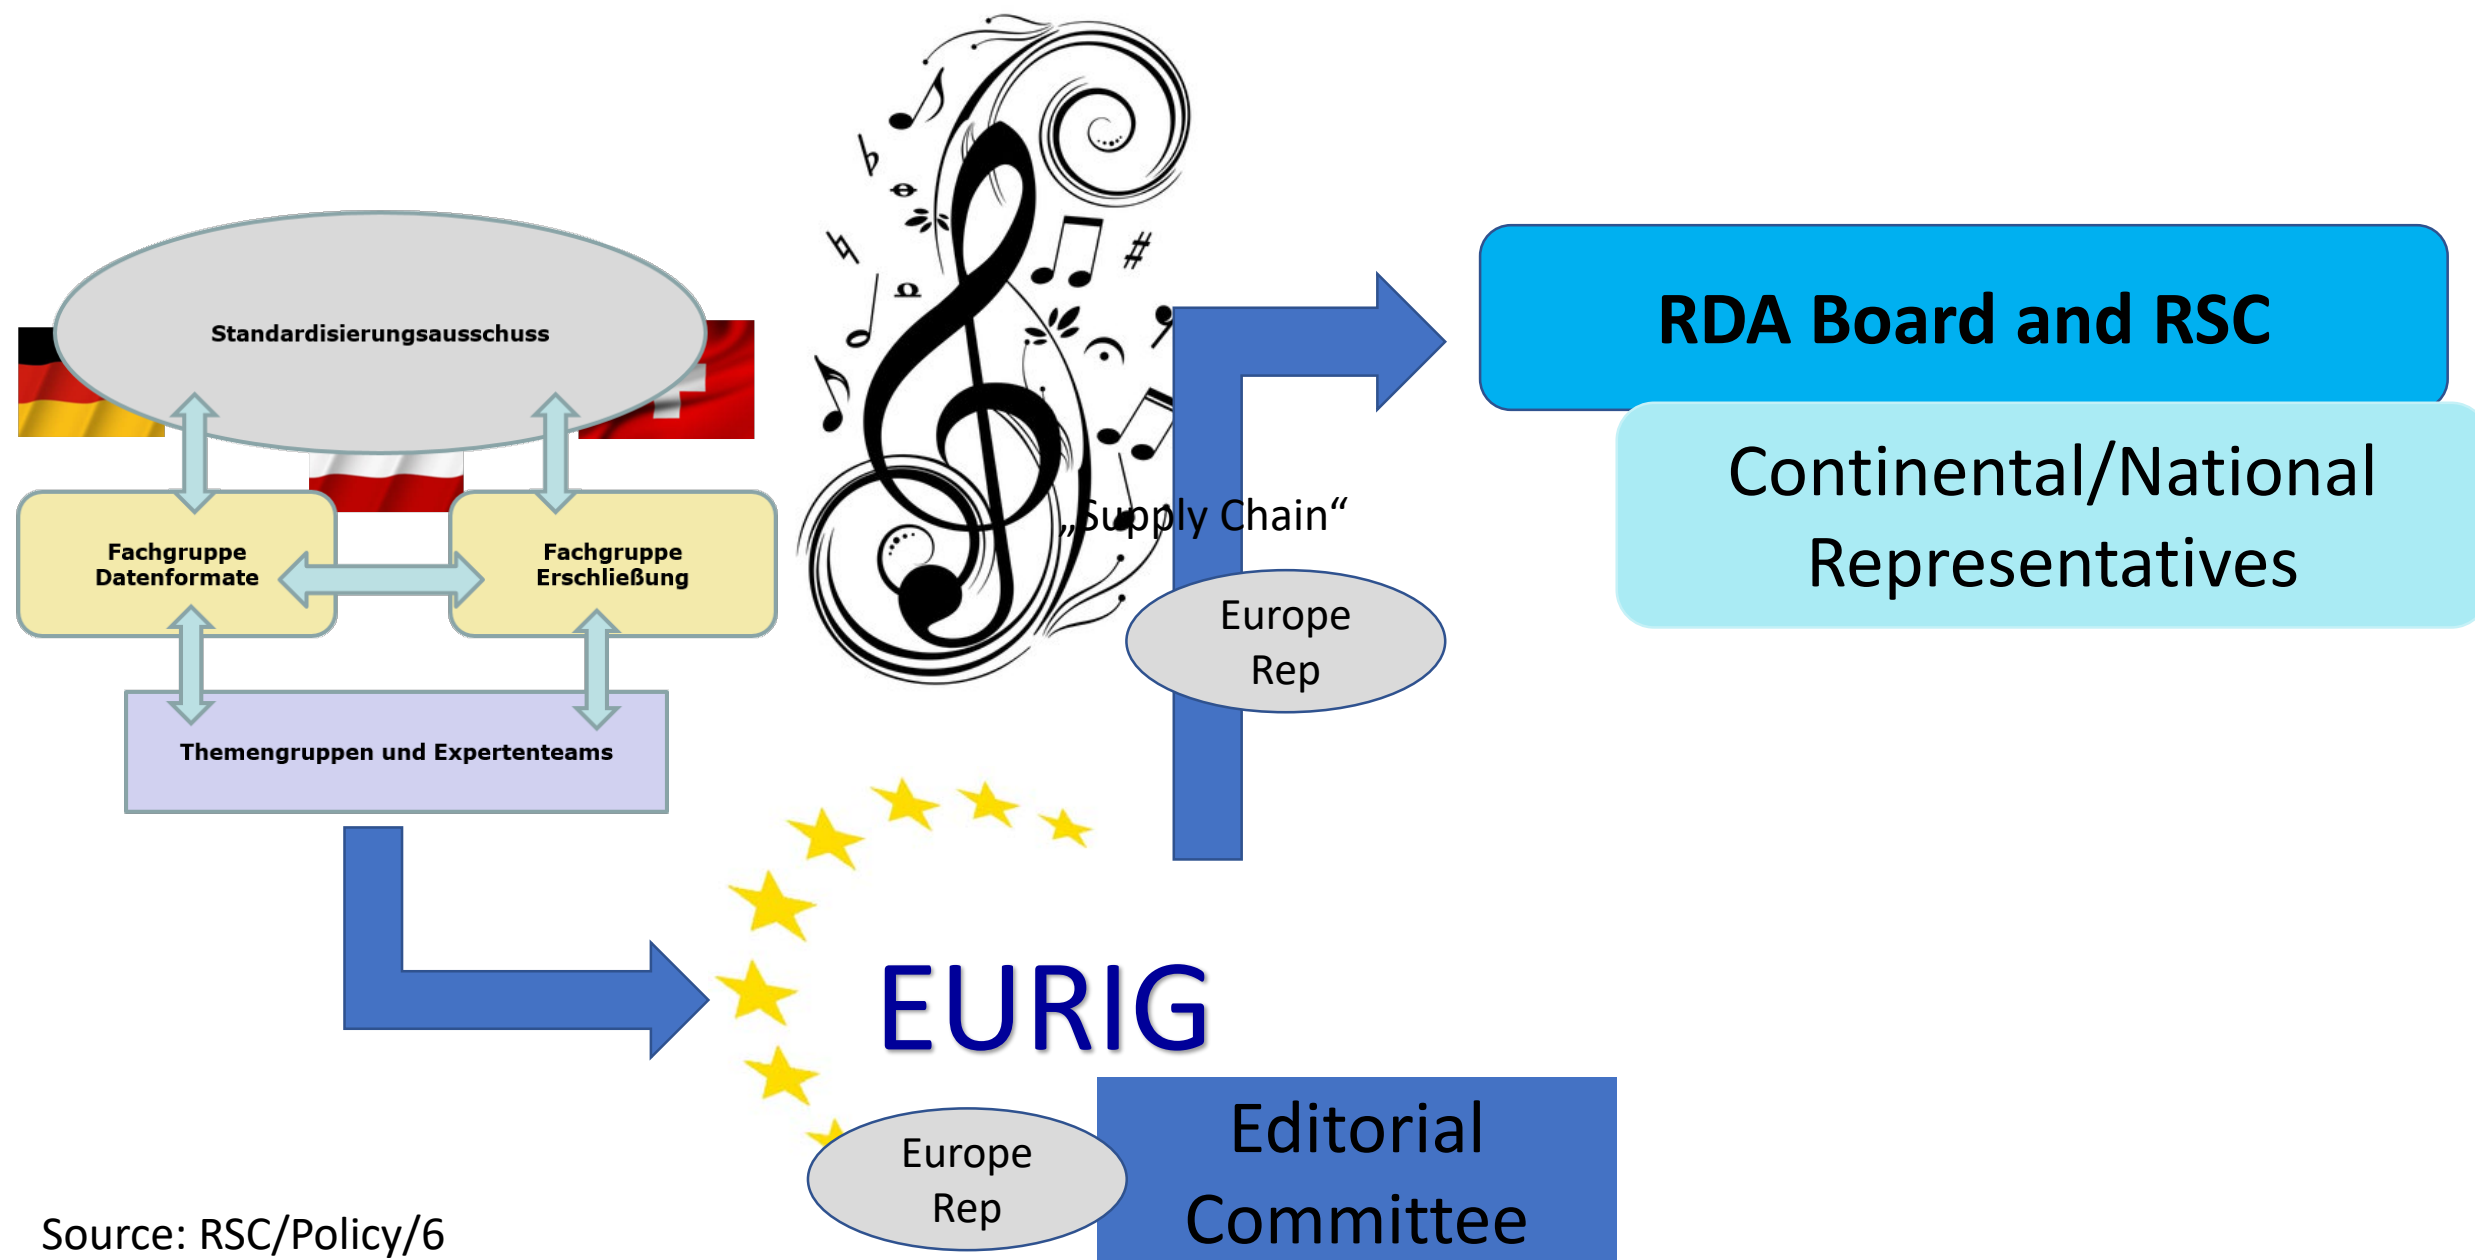 Standardisierungsausschuss
Fachgruppe
Datenformate
Fachgruppe
Erschließung
Themengruppen und Expertenteams
„Supply Chain“
Europe
Rep
RDA Board and RSC
Continental/National
Representatives
EURIG
Europe
Rep
Editorial
Committee
Source: RSC/Policy/6